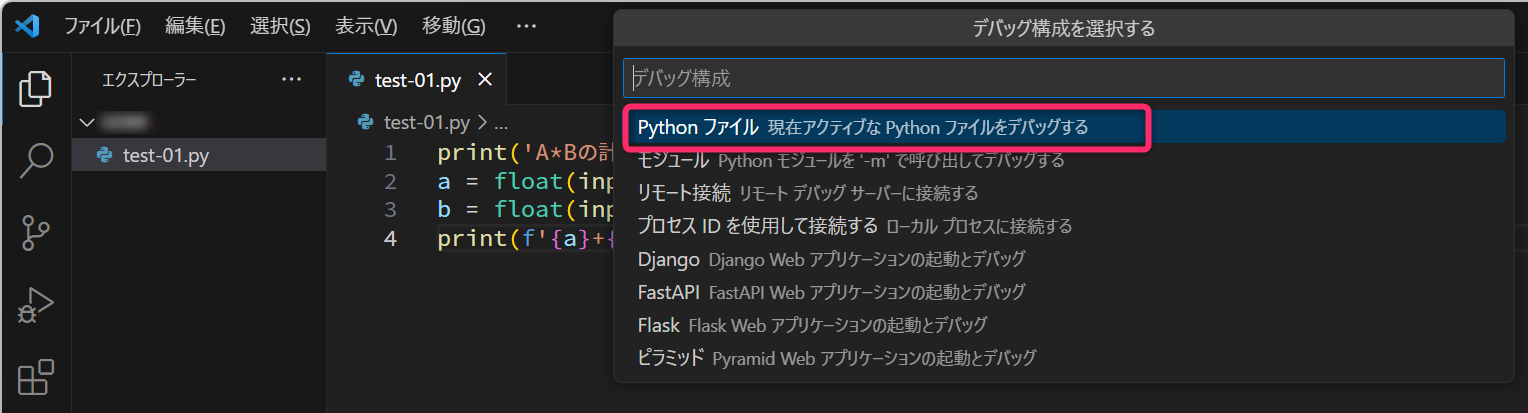 ファイル(F) 編集(E) 選択(S) 表示(V) 移動(G) …
デバッグ構成を選択する
エクスプローラー …
test-01.py ×
デバッグ構成
test-01.py > ...
test-01.py
1 print('A*Bの計
2 a = float(inp
3 b = float(inp
4 print(f'{a}+{
Python ファイル 現在アクティブな Python ファイルをデバッグする
モジュール Python モジュールを '-m' で呼び出してデバッグする
リモート接続 リモート デバッグ サーバーに接続する
プロセス ID を使用して接続する ローカル プロセスに接続する
Django Django Web アプリケーションの起動とデバッグ
FastAPI FastAPI Web アプリケーションの起動とデバッグ
Flask Flask Web アプリケーションの起動とデバッグ
ピラミッド Pyramid Web アプリケーションの起動とデバッグ